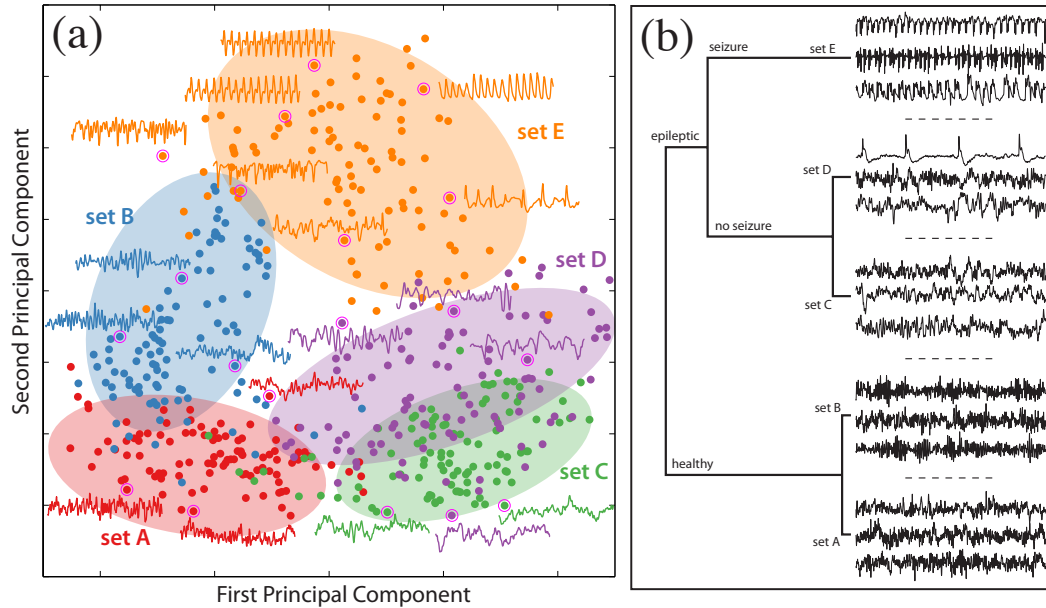 (a)
set E
set B
set D
set C
set A
Second Principal Component
First Principal Component
(b)
seizure
set E
epileptic
set D
no seizure
set C
set B
healthy
set A